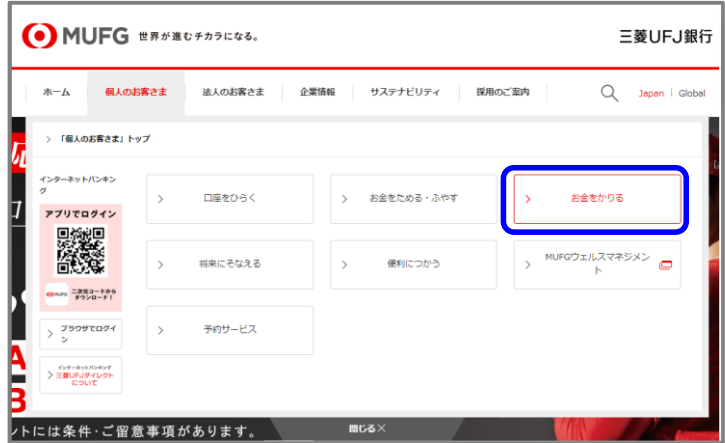 MUFG 世界が進むチカラになる。
三菱UFJ銀行
ホーム 個人のお客さま 法人のお客さま 企業情報 サステナビリティ 採用のご案内 Japan Global
「個人のお客さま」トップ
インターネットバンキン
グ
アプリでログイン
MUFG 二次元コードから
ダウンロード!
ブラウザでログイ
ン
インターネットバンキング
三菱UFJダイレクト
について
口座をひらく
お金をためる・ふやす
お金をかりる
将来にそなえる
便利につかう
MUFGウェルスマネジメン
ト
予約サービス
ントには条件・ご留意事項があります。
閉じる